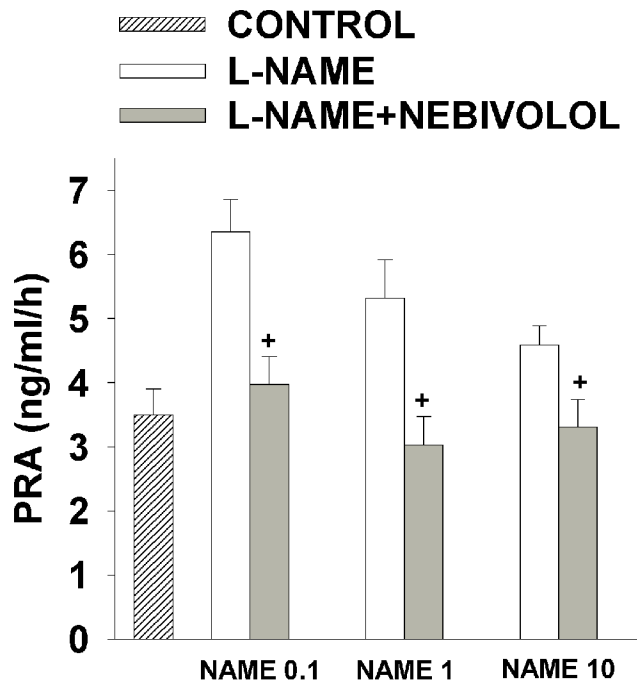 CONTROL
L-NAME
L-NAME+NEBIVOLOL
PRA (ng/ml/h)
7
6
5
4
3
2
1
0
+
+
+
NAME 0.1 NAME 1 NAME 10